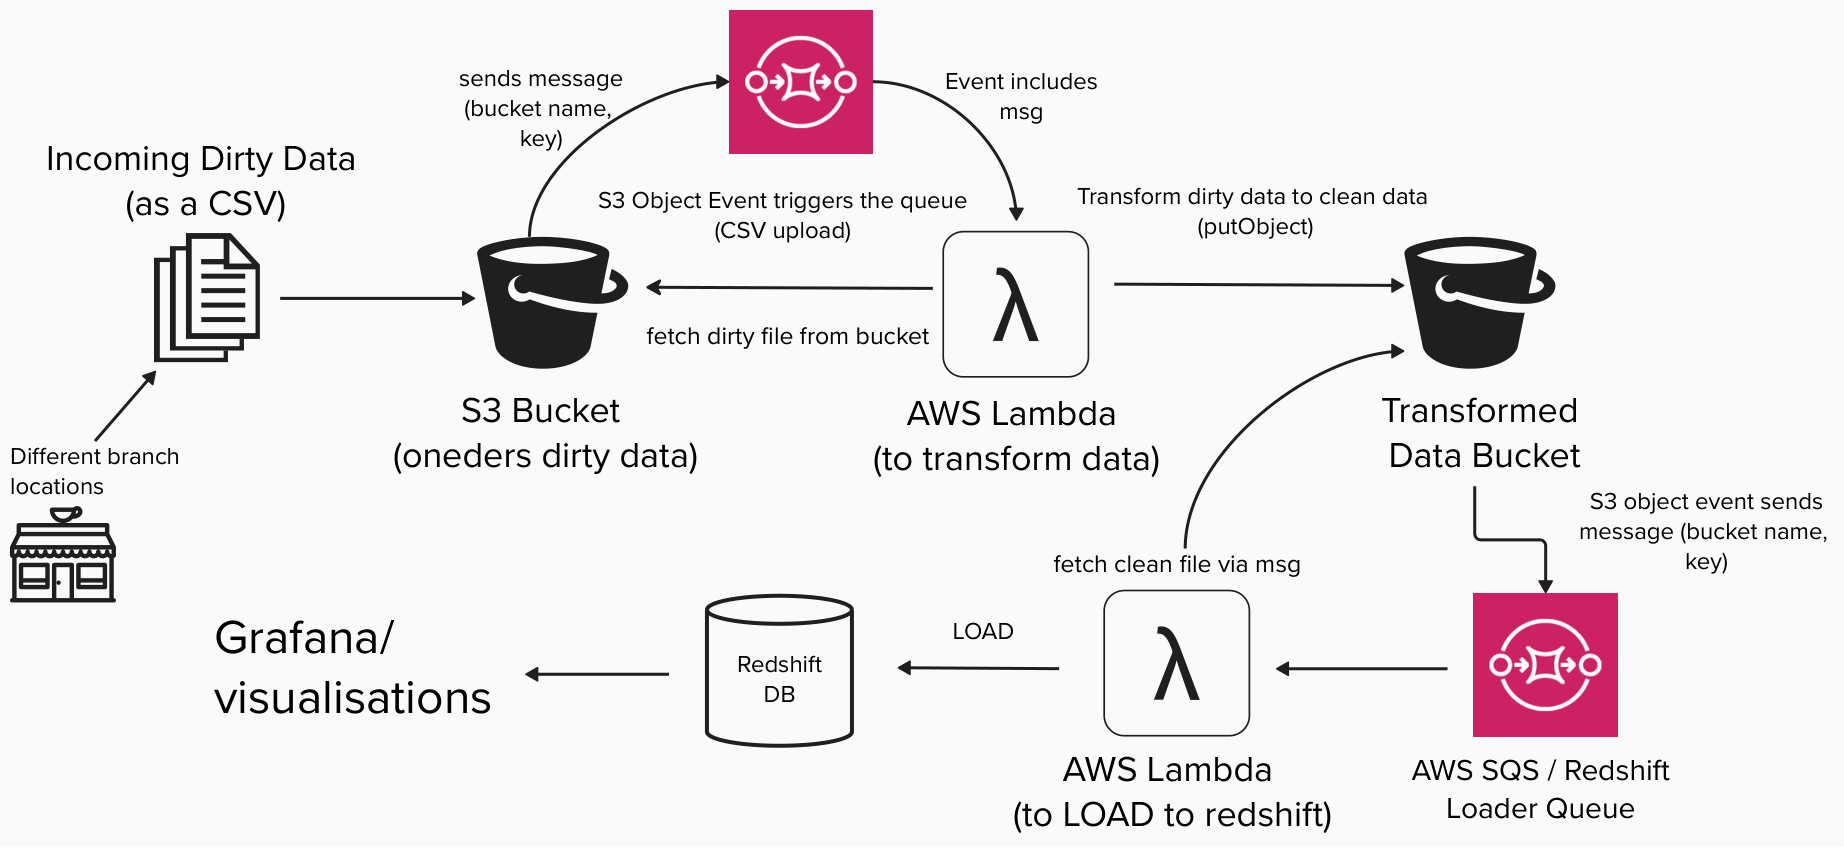 sends message
(bucket name,
key)
Event includes
msg
Incoming Dirty Data
(as a CSV)
S3 Object Event triggers the queue
(CSV upload)
Transform dirty data to clean data
(putObject)
λ
fetch dirty file from bucket
S3 Bucket
(oneders dirty data)
AWS Lambda
(to transform data)
Transformed
Data Bucket
Different branch
locations
S3 object event sends
message (bucket name,
key)
fetch clean file via msg
Grafana/
visualisations
Redshift
DB
LOAD
λ
AWS Lambda
(to LOAD to redshift)
AWS SQS / Redshift
Loader Queue